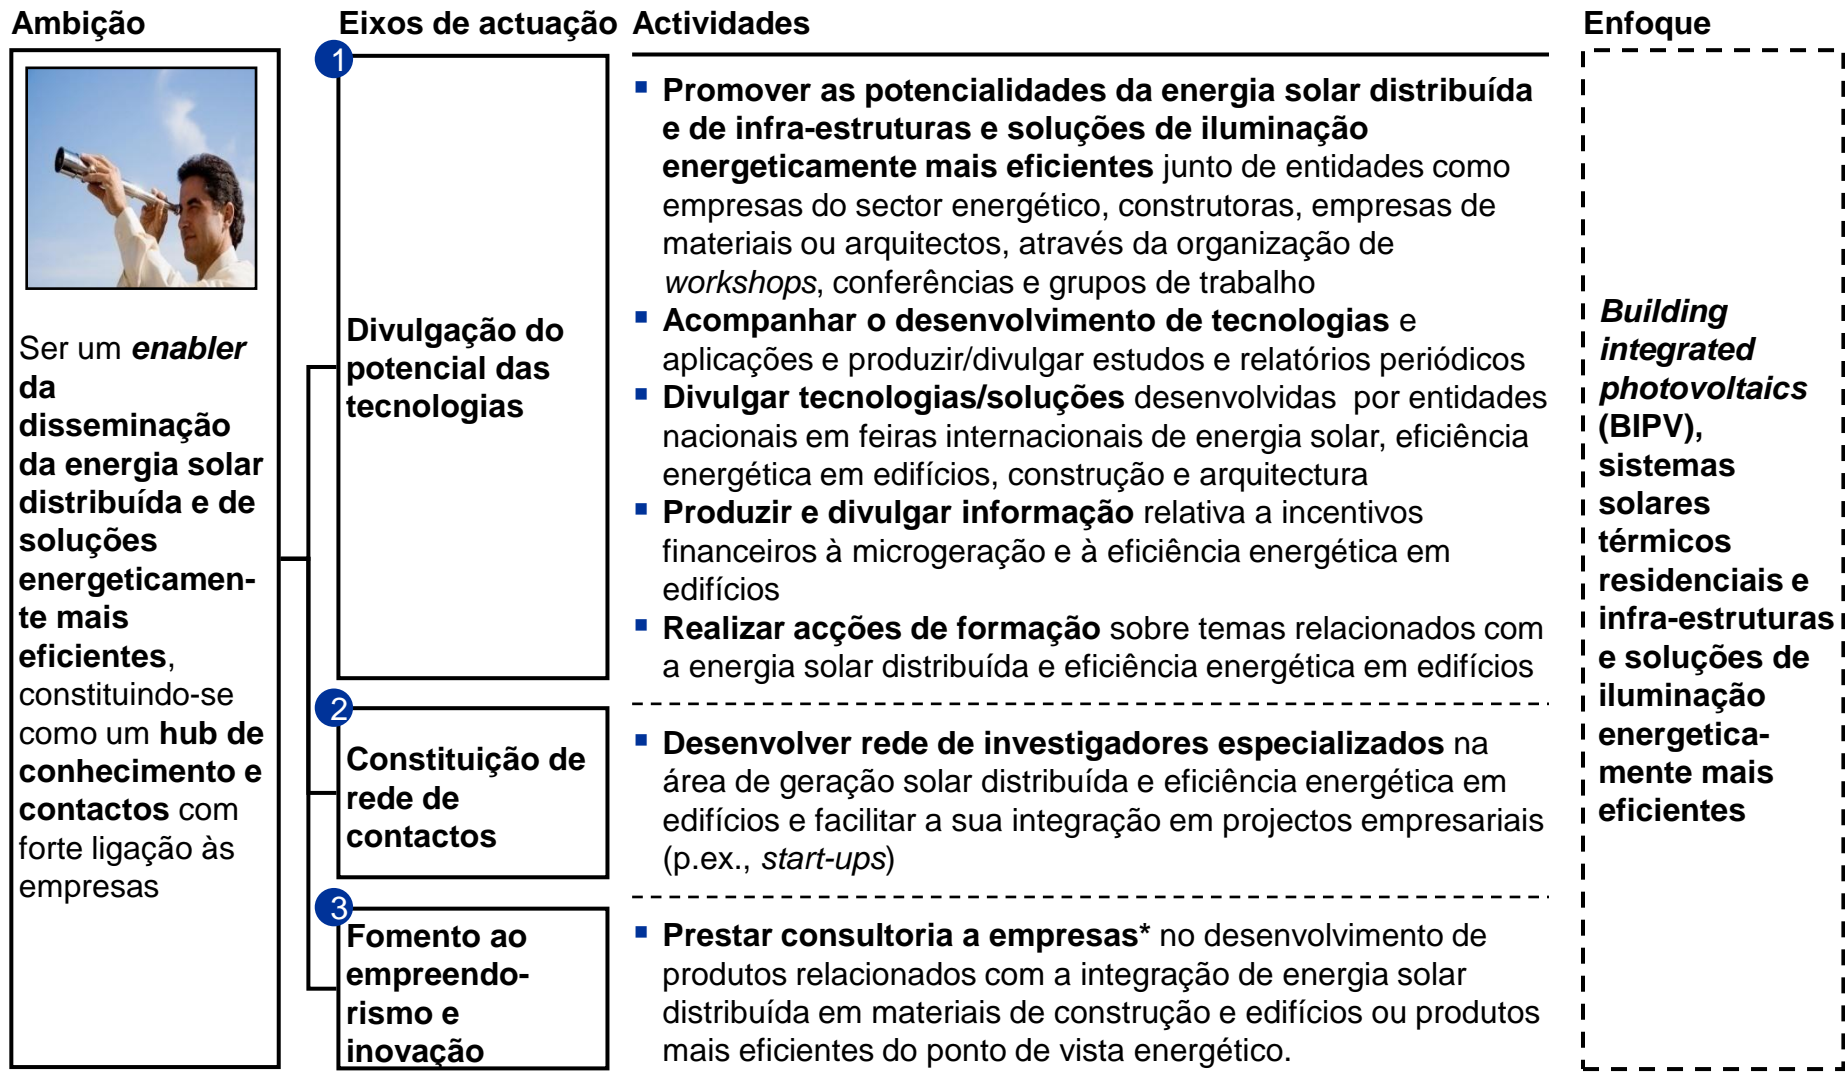 Ambição
Ser um enabler
da
disseminação
da energia solar
distribuída e de
soluções
energeticamen-
te mais
eficientes,
constituindo-se
como um hub de
conhecimento e
contactos com
forte ligação às
empresas
Eixos de actuação
1
Divulgação do
potencial das
tecnologias
2
Constituição de
rede de
contactos
3
Fomento ao
empreendo-
rismo e
inovação
Actividades
▪ Promover as potencialidades da energia solar distribuída
e de infra-estruturas e soluções de iluminação
energeticamente mais eficientes junto de entidades como
empresas do sector energético, construtoras, empresas de
materiais ou arquitectos, através da organização de
workshops, conferências e grupos de trabalho
▪ Acompanhar o desenvolvimento de tecnologias e
aplicações e produzir/divulgar estudos e relatórios periódicos
▪ Divulgar tecnologias/soluções desenvolvidas por entidades
nacionais em feiras internacionais de energia solar, eficiência
energética em edifícios, construção e arquitectura
▪ Produzir e divulgar informação relativa a incentivos
financeiros à microgeração e à eficiência energética em
edifícios
▪ Realizar acções de formação sobre temas relacionados com
a energia solar distribuída e eficiência energética em edifícios
▪ Desenvolver rede de investigadores especializados na
área de geração solar distribuída e eficiência energética em
edifícios e facilitar a sua integração em projectos empresariais
(p.ex., start-ups)
▪ Prestar consultoria a empresas* no desenvolvimento de
produtos relacionados com a integração de energia solar
distribuída em materiais de construção e edifícios ou produtos
mais eficientes do ponto de vista energético.
Enfoque
Building
integrated
photovoltaics
(BIPV),
sistemas
solares
térmicos
residenciais e
infra-estruturas
e soluções de
iluminação
energetica-
mente mais
eficientes